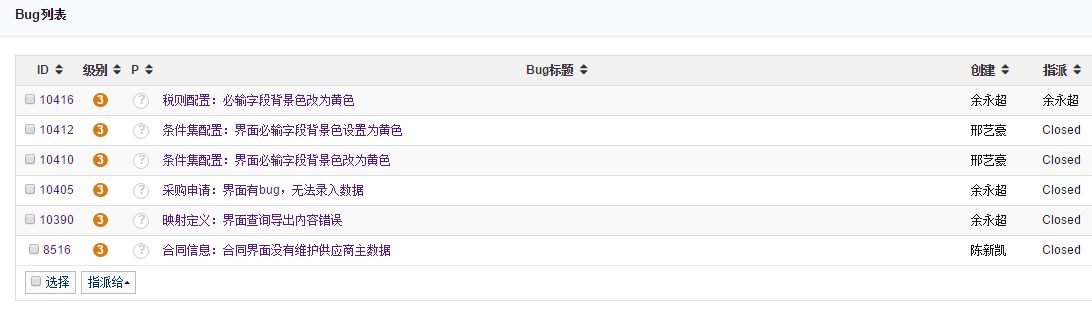 Bug列表
ID 级别 P Bug标题 创建 指派
10416 3 ? 税则配置：必输字段背景色改为黄色 余永超 余永超
10412 3 ? 条件集配置：界面必输字段背景色设置为黄色 邢艺豪 Closed
10410 3 ? 条件集配置：界面必输字段背景色改为黄色 邢艺豪 Closed
10405 3 ? 采购申请：界面有bug，无法录入数据 余永超 Closed
10390 3 ? 映射定义：界面查询导出内容错误 余永超 Closed
8516 3 ? 合同信息：合同界面没有维护供应商主数据 陈新凯 Closed
选择 指派给